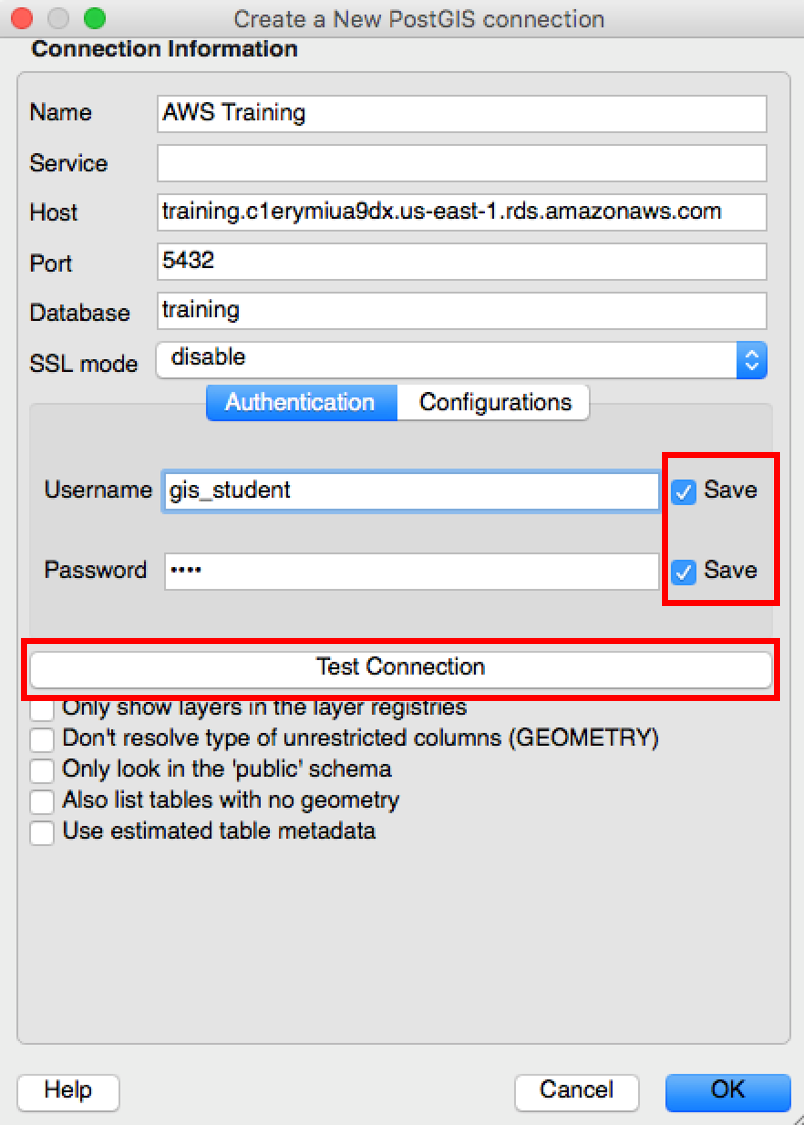 Create a New PostGIS connection
Connection Information
Name AWS Training
Service
Host training.c1erymiua9dx.us-east-1.rds.amazonaws.com
Port 5432
Database training
SSL mode disable
Authentication Configurations
Username gis_student Save
Password •••• Save
Test Connection
Only show layers in the layer registries
Don't resolve type of unrestricted columns (GEOMETRY)
Only look in the 'public' schema
Also list tables with no geometry
Use estimated table metadata
Help Cancel OK